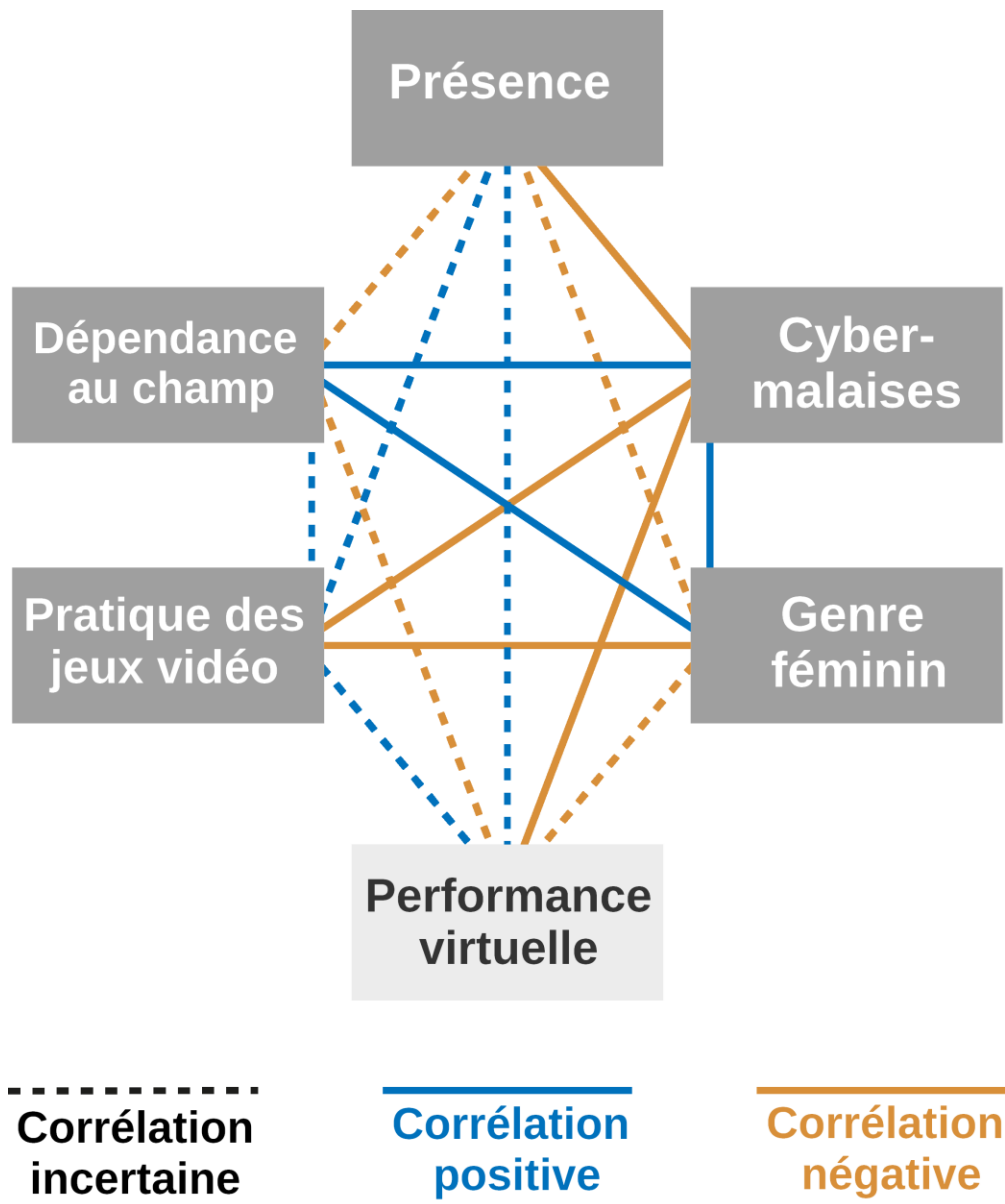 Présence
Dépendance
au champ
Cyber-
malaises
Pratique des
jeux vidéo
Genre
féminin
Performance
virtuelle
Corrélation
incertaine
Corrélation
positive
Corrélation
négative